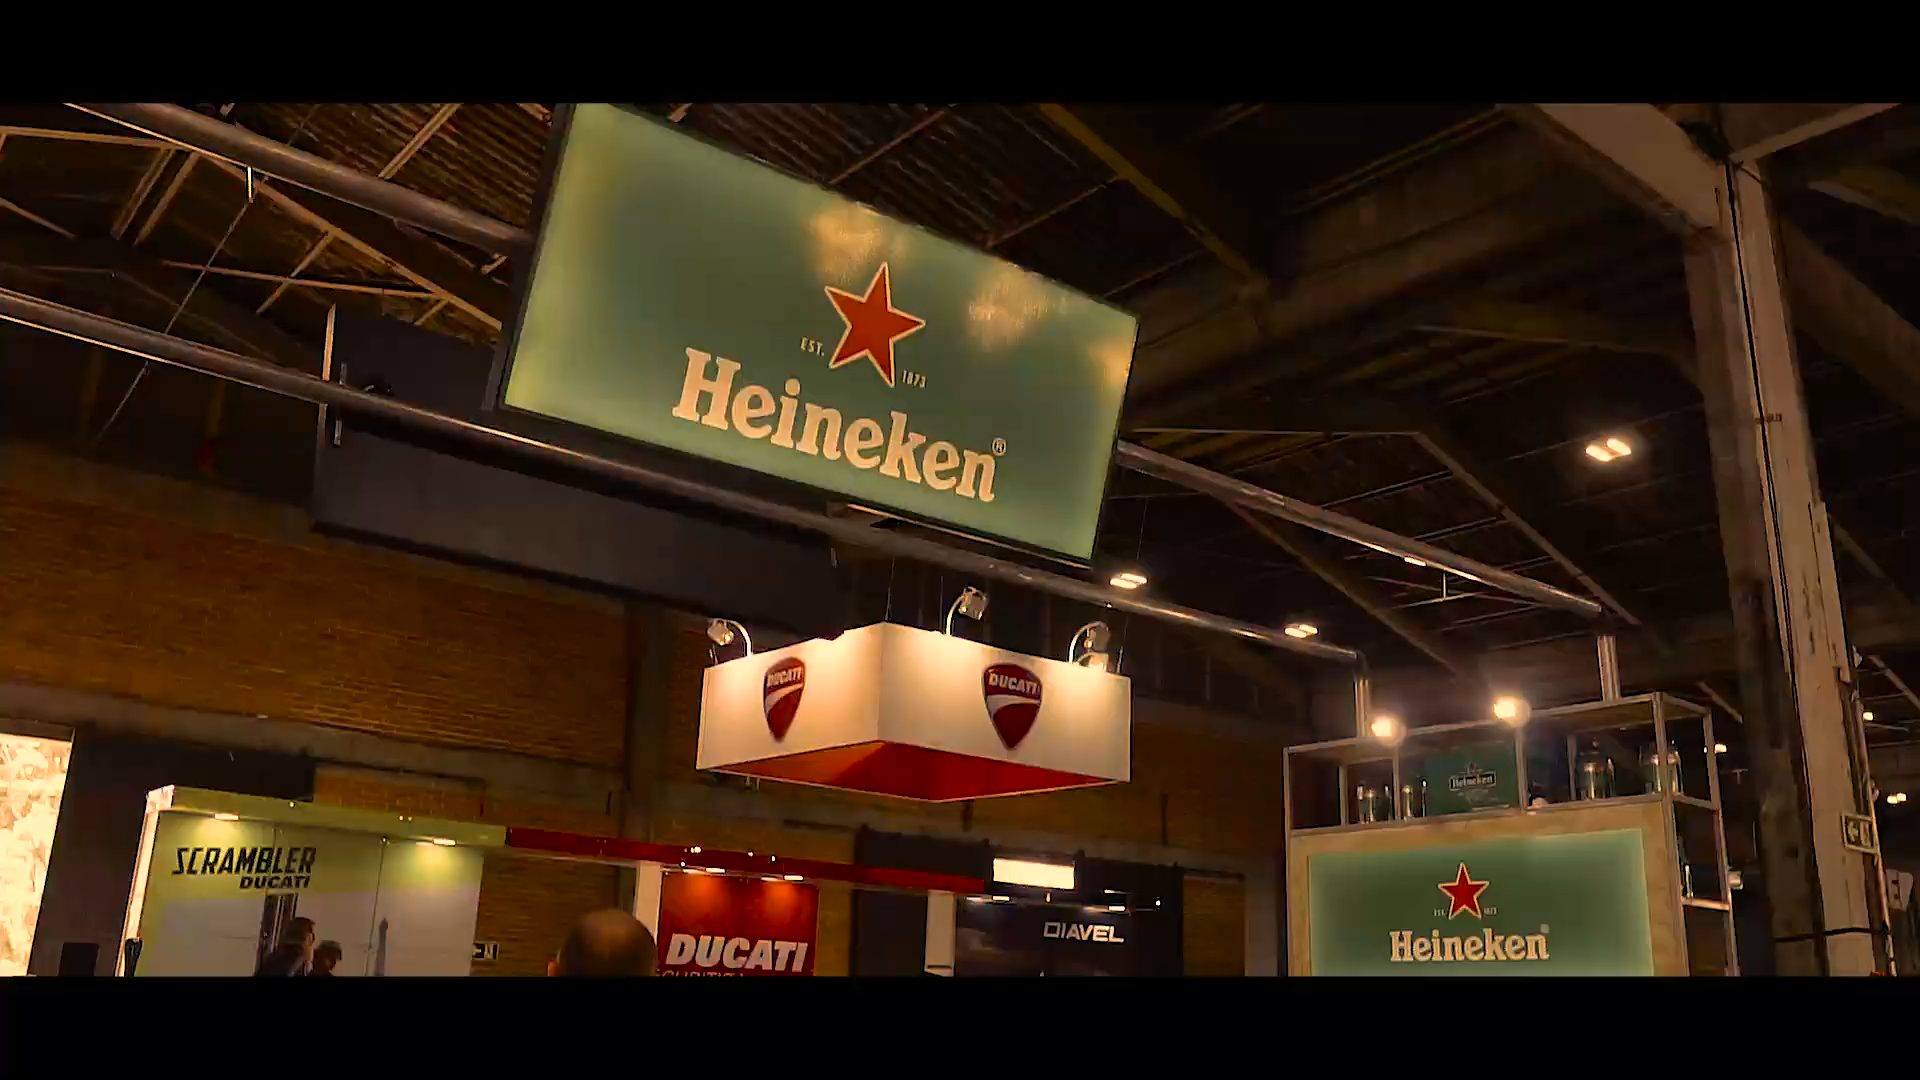 EST. 1873
Heineken®
DUCATI
DUCATI
Heineken
SCRAMBLER
DUCATI
DUCATI
DIAVEL
Heineken